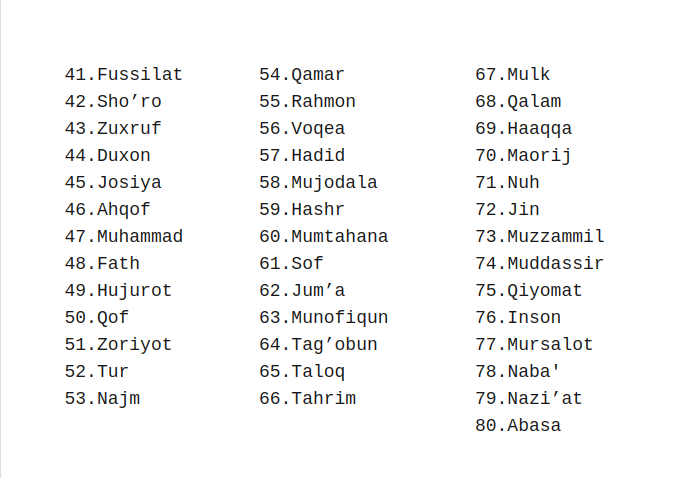 41.Fussilat
42.Sho’ro
43.Zuxruf
44.Duxon
45.Josiya
46.Ahqof
47.Muhammad
48.Fath
49.Hujurot
50.Qof
51.Zoriyot
52.Tur
53.Najm
54.Qamar
55.Rahmon
56.Voqea
57.Hadid
58.Mujodala
59.Hashr
60.Mumtahana
61.Sof
62.Jum’a
63.Munofiqun
64.Tag’obun
65.Taloq
66.Tahrim
67.Mulk
68.Qalam
69.Haaqqa
70.Maorij
71.Nuh
72.Jin
73.Muzzammil
74.Muddassir
75.Qiyomat
76.Inson
77.Mursalot
78.Naba'
79.Nazi’at
80.Abasa